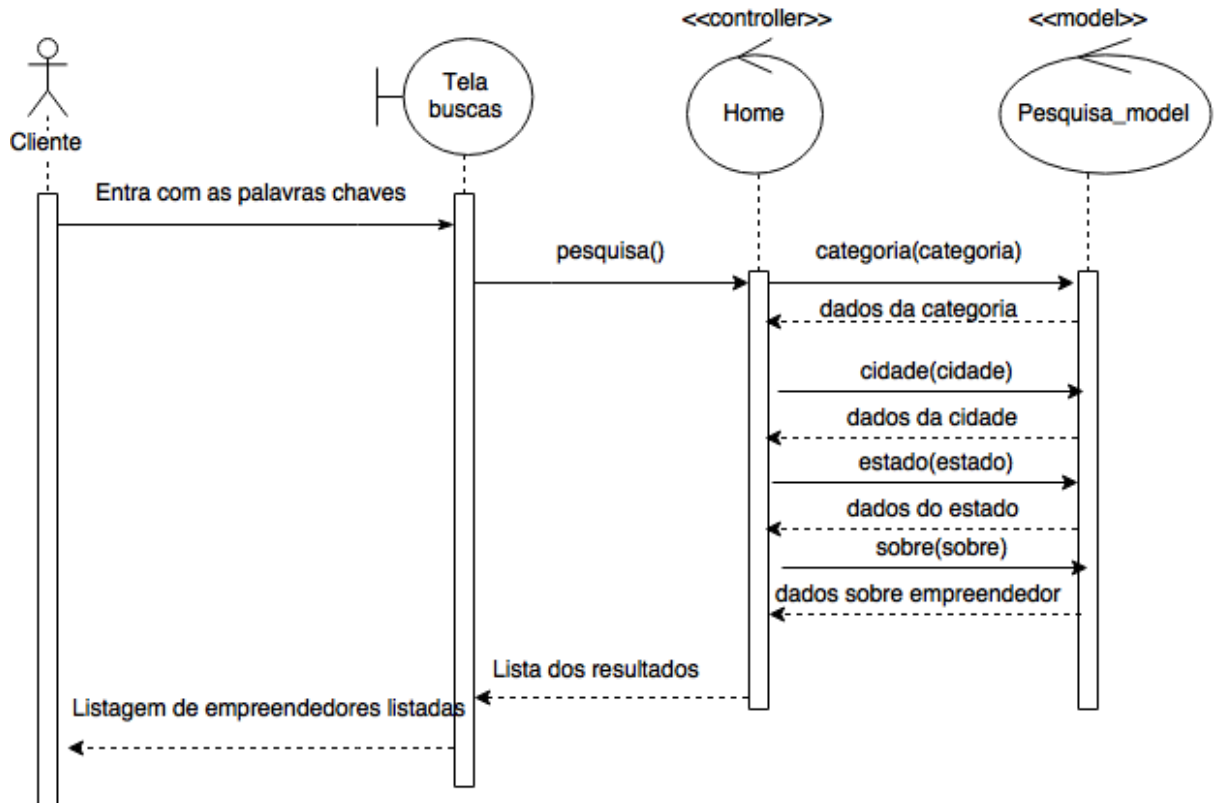 <<controller>>
<<model>>
Tela
buscas
Home
Pesquisa_model
Cliente
Entra com as palavras chaves
pesquisa()
categoria(categoria)
dados da categoria
cidade(cidade)
dados da cidade
estado(estado)
dados do estado
sobre(sobre)
dados sobre empreendedor
Lista dos resultados
Listagem de empreendedores listadas